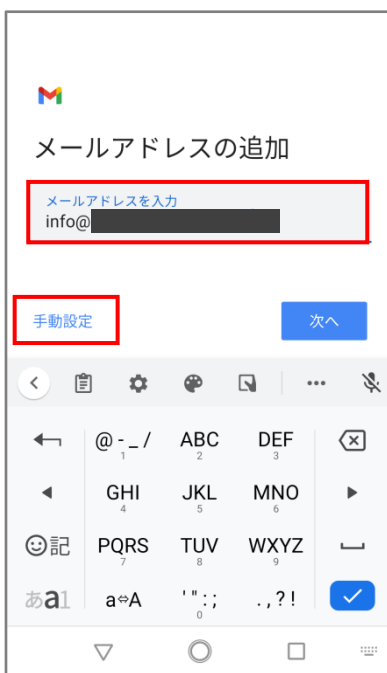 メールアドレスの追加
メールアドレスを入力
info@
手動設定
次へ
@ - _ / ABC DEF
1 2 3
GHI JKL MNO
4 5 6
☺記 PQRS TUV WXYZ
7 8 9
あa1 a⇔A ' " : ; . , ? !
0